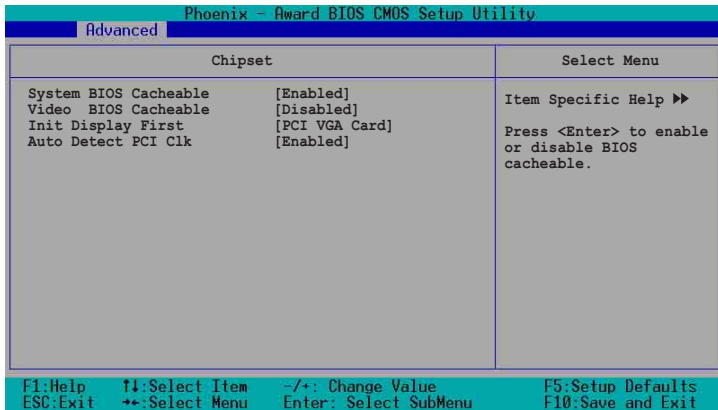 Phoenix - Award BIOS CMOS Setup Utility
Advanced
Chipset
Select Menu
System BIOS Cacheable [Enabled]
Video BIOS Cacheable [Disabled]
Init Display First [PCI VGA Card]
Auto Detect PCI Clk [Enabled]
Item Specific Help ▶▶
Press <Enter> to enable
or disable BIOS
cacheable.
F1:Help ↑↓:Select Item -/+: Change Value F5:Setup Defaults
ESC:Exit →←:Select Menu Enter: Select SubMenu F10:Save and Exit